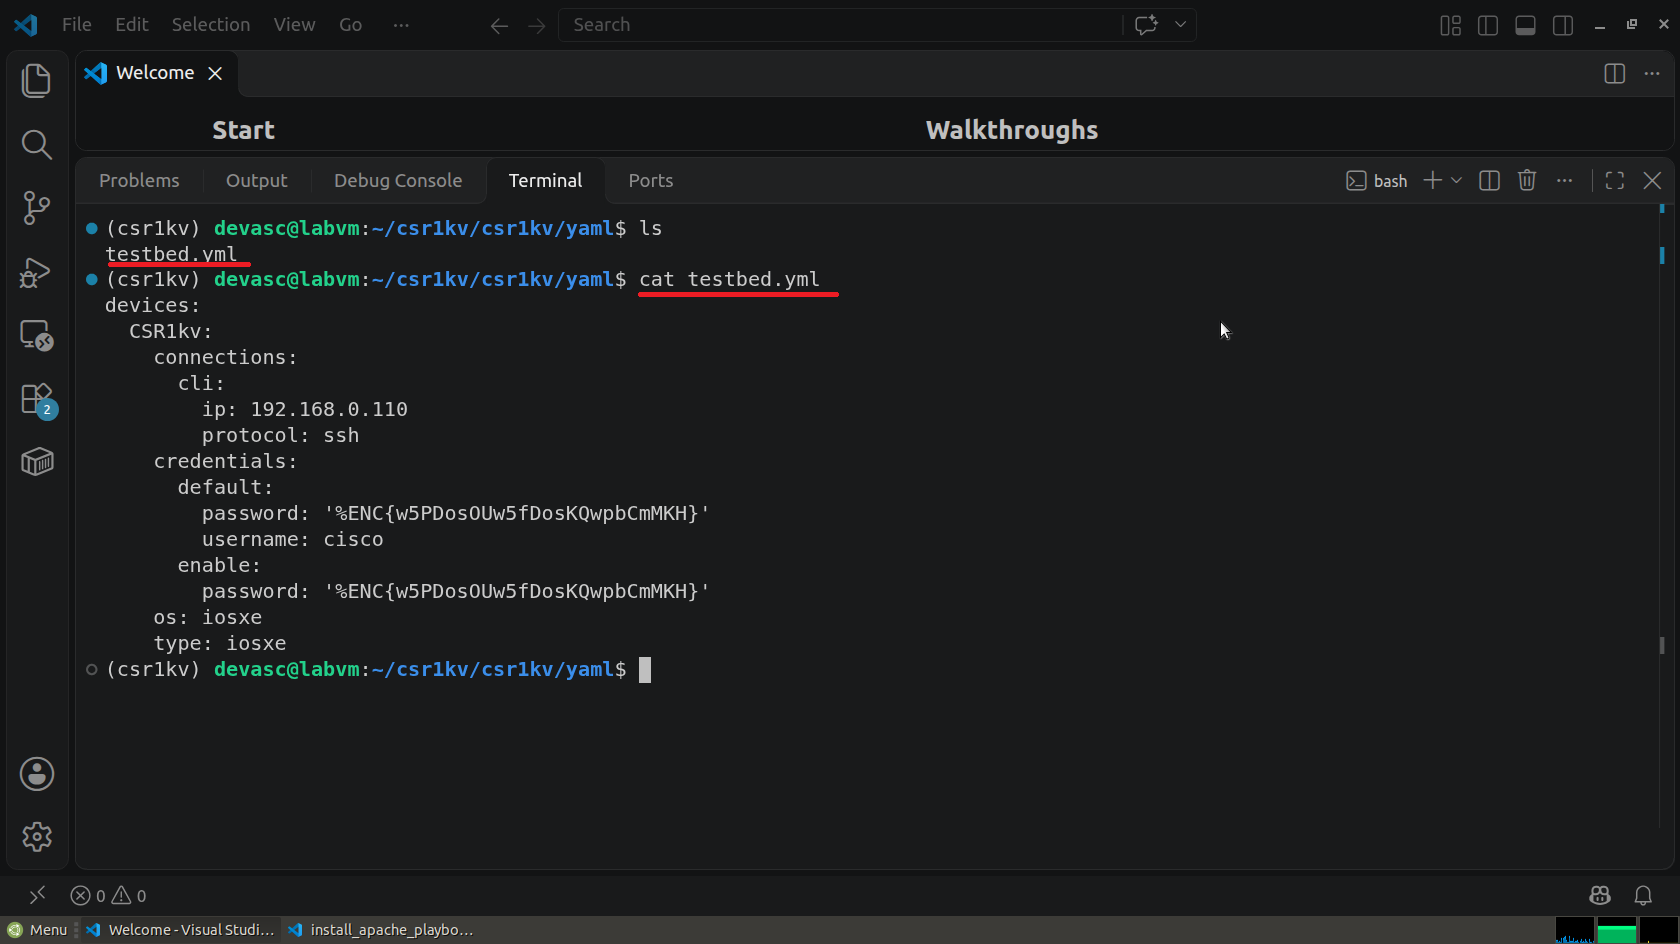 File Edit Selection View Go ··· Search
Welcome
Start Walkthroughs
Problems Output Debug Console Terminal Ports bash
(csr1kv) devasc@labvm:~/csr1kv/csr1kv/yaml$ ls
testbed.yml
(csr1kv) devasc@labvm:~/csr1kv/csr1kv/yaml$ cat testbed.yml
devices:
  CSR1kv:
    connections:
      cli:
        ip: 192.168.0.110
        protocol: ssh
    credentials:
      default:
        password: '%ENC{w5PDosOUw5fDosKQwpbCmMKH}'
        username: cisco
      enable:
        password: '%ENC{w5PDosOUw5fDosKQwpbCmMKH}'
    os: iosxe
    type: iosxe
(csr1kv) devasc@labvm:~/csr1kv/csr1kv/yaml$
2
0 0
Menu Welcome - Visual Studi... install_apache_playbo...